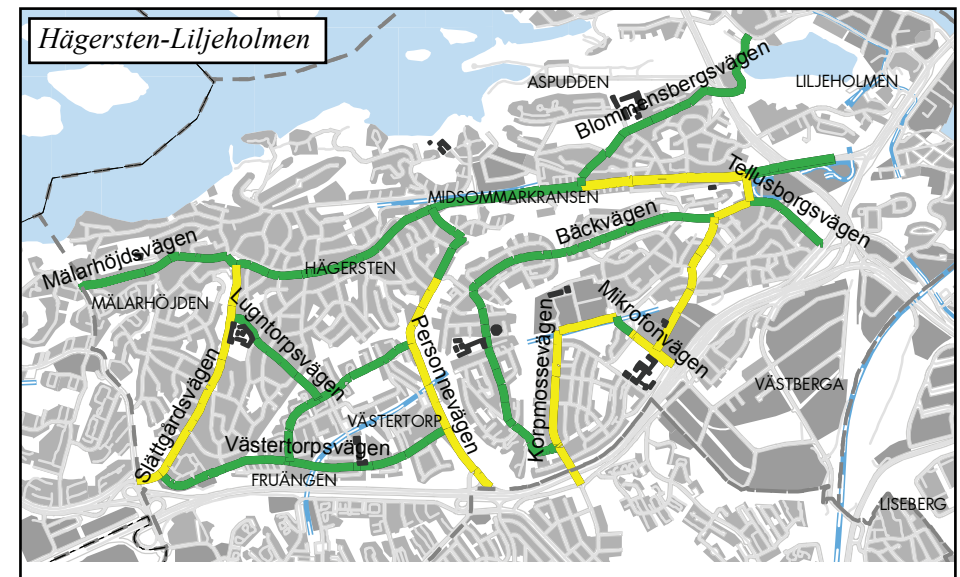 Hägersten-Liljeholmen
ASPUDDEN
LILJEHOLMEN
Blommensbergsvägen
Tellusborgsvägen
MIDSOMMARKRANSEN
Bäckvägen
Mälarhöjdsvägen
HÄGERSTEN
MÄLARHÖJDEN
Lugntorpsvägen
Mikrofonvägen
Personnevägen
Korpmossevägen
Slättgårdsvägen
VÄSTBERGA
VÄSTERTORP
Västertorpsvägen
FRUÄNGEN
LISEBERG